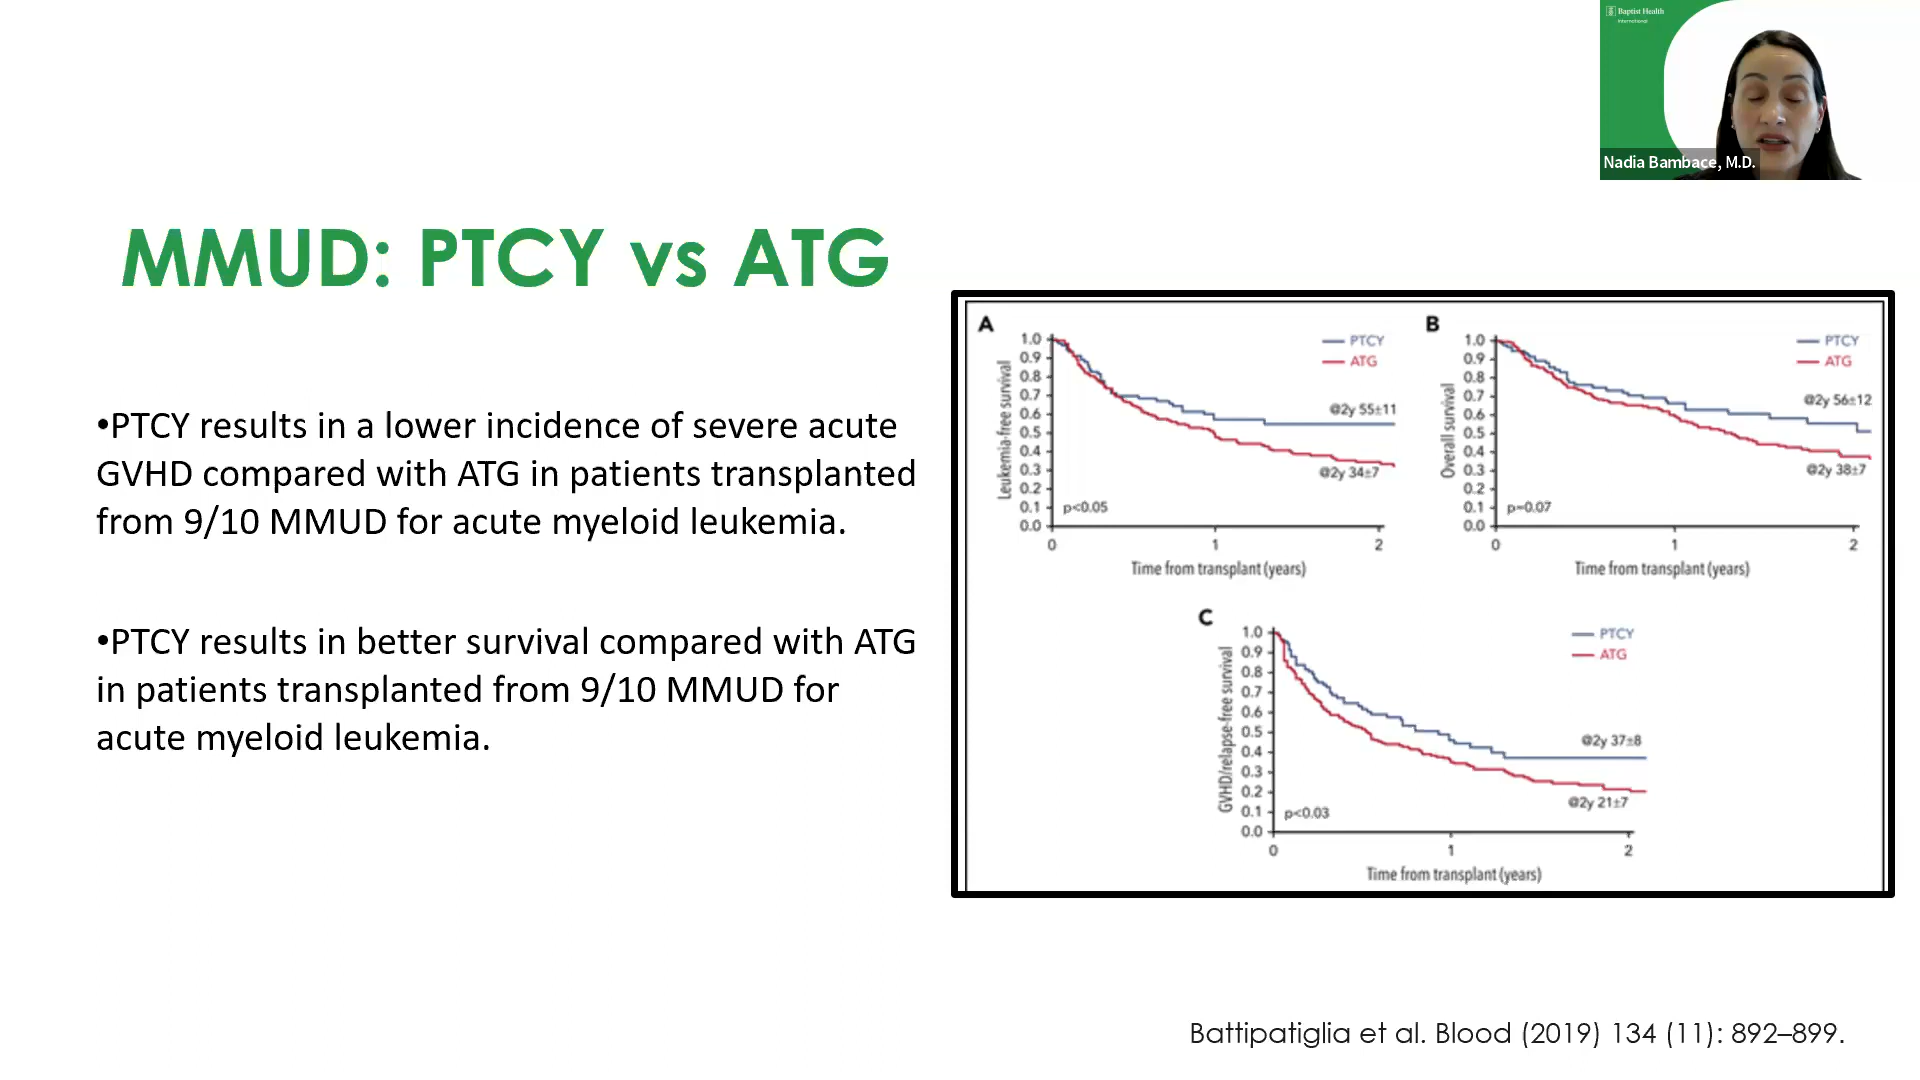 Baptist Health
International
Nadia Bambace, M.D.
MMUD: PTCY vs ATG
•PTCY results in a lower incidence of severe acute
GVHD compared with ATG in patients transplanted
from 9/10 MMUD for acute myeloid leukemia.
•PTCY results in better survival compared with ATG
in patients transplanted from 9/10 MMUD for
acute myeloid leukemia.
A
Leukemia-free survival
1.0
0.9
0.8
0.7
0.6
0.5
0.4
0.3
0.2
0.1
0.0
PTCY
ATG
@2y 55±11
@2y 34±7
p<0.05
0 1 2
Time from transplant (years)
B
Overall survival
1.0
0.9
0.8
0.7
0.6
0.5
0.4
0.3
0.2
0.1
0.0
PTCY
ATG
@2y 56±12
@2y 38±7
p=0.07
0 1 2
Time from transplant (years)
C
GVHD/relapse-free survival
1.0
0.9
0.8
0.7
0.6
0.5
0.4
0.3
0.2
0.1
0.0
PTCY
ATG
@2y 37±8
@2y 21±7
p<0.03
0 1 2
Time from transplant (years)
Battipatiglia et al. Blood (2019) 134 (11): 892–899.